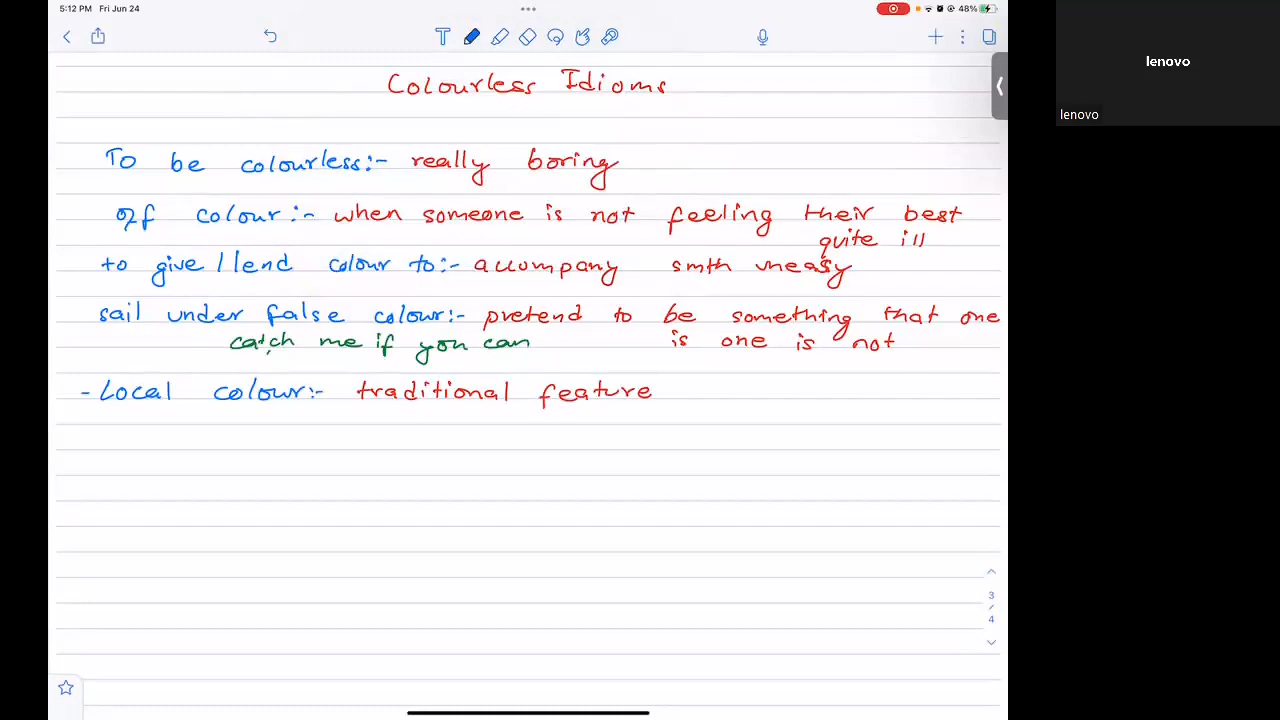 5:12 PM Fri Jun 24
48%
lenovo
lenovo
Colourless Idioms
To be colourless:- really boring
off colour:- when someone is not feeling their best
quite ill
to give / lend colour to:- accompany smth uneasy
sail under false colour:- pretend to be something that one
catch me if you can is one is not
- Local colour:- traditional feature
3
/
4